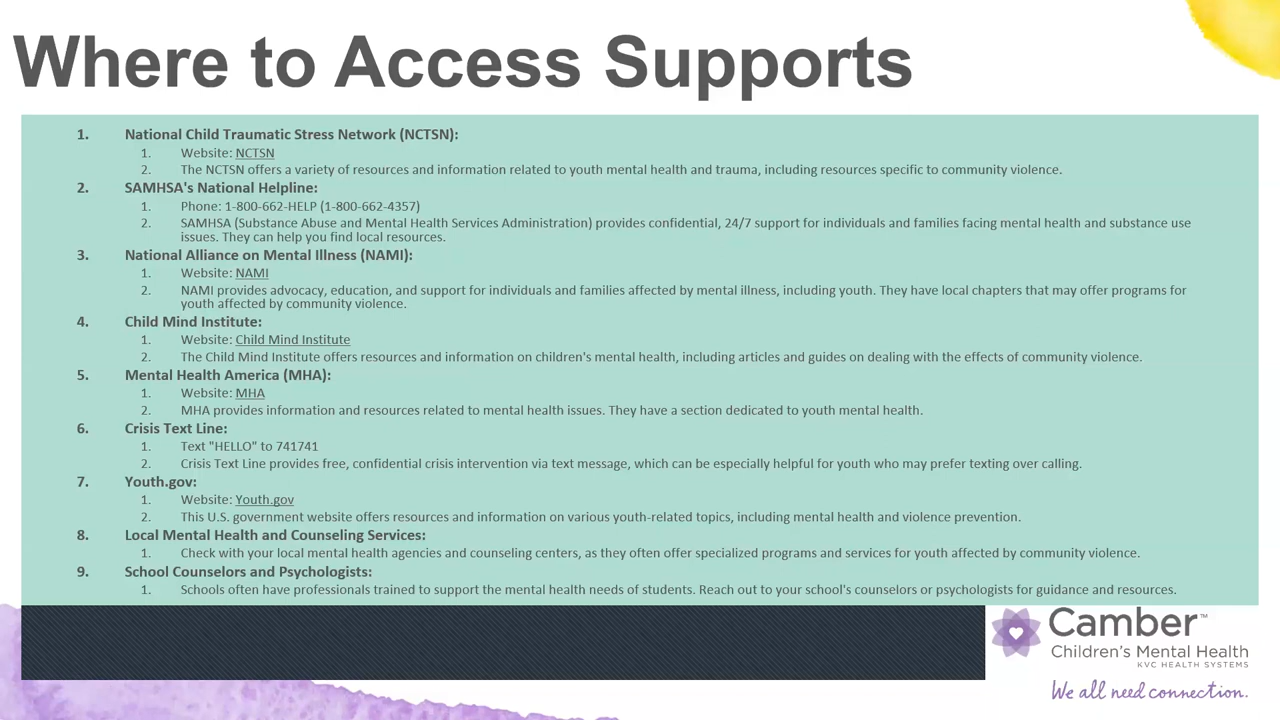 Where to Access Supports
1. National Child Traumatic Stress Network (NCTSN):
1. Website: NCTSN
2. The NCTSN offers a variety of resources and information related to youth mental health and trauma, including resources specific to community violence.
2. SAMHSA's National Helpline:
1. Phone: 1-800-662-HELP (1-800-662-4357)
2. SAMHSA (Substance Abuse and Mental Health Services Administration) provides confidential, 24/7 support for individuals and families facing mental health and substance use
issues. They can help you find local resources.
3. National Alliance on Mental Illness (NAMI):
1. Website: NAMI
2. NAMI provides advocacy, education, and support for individuals and families affected by mental illness, including youth. They have local chapters that may offer programs for
youth affected by community violence.
4. Child Mind Institute:
1. Website: Child Mind Institute
2. The Child Mind Institute offers resources and information on children's mental health, including articles and guides on dealing with the effects of community violence.
5. Mental Health America (MHA):
1. Website: MHA
2. MHA provides information and resources related to mental health issues. They have a section dedicated to youth mental health.
6. Crisis Text Line:
1. Text "HELLO" to 741741
2. Crisis Text Line provides free, confidential crisis intervention via text message, which can be especially helpful for youth who may prefer texting over calling.
7. Youth.gov:
1. Website: Youth.gov
2. This U.S. government website offers resources and information on various youth-related topics, including mental health and violence prevention.
8. Local Mental Health and Counseling Services:
1. Check with your local mental health agencies and counseling centers, as they often offer specialized programs and services for youth affected by community violence.
9. School Counselors and Psychologists:
1. Schools often have professionals trained to support the mental health needs of students. Reach out to your school's counselors or psychologists for guidance and resources.
Camber™
Children's Mental Health
KVC HEALTH SYSTEMS
We all need connection.